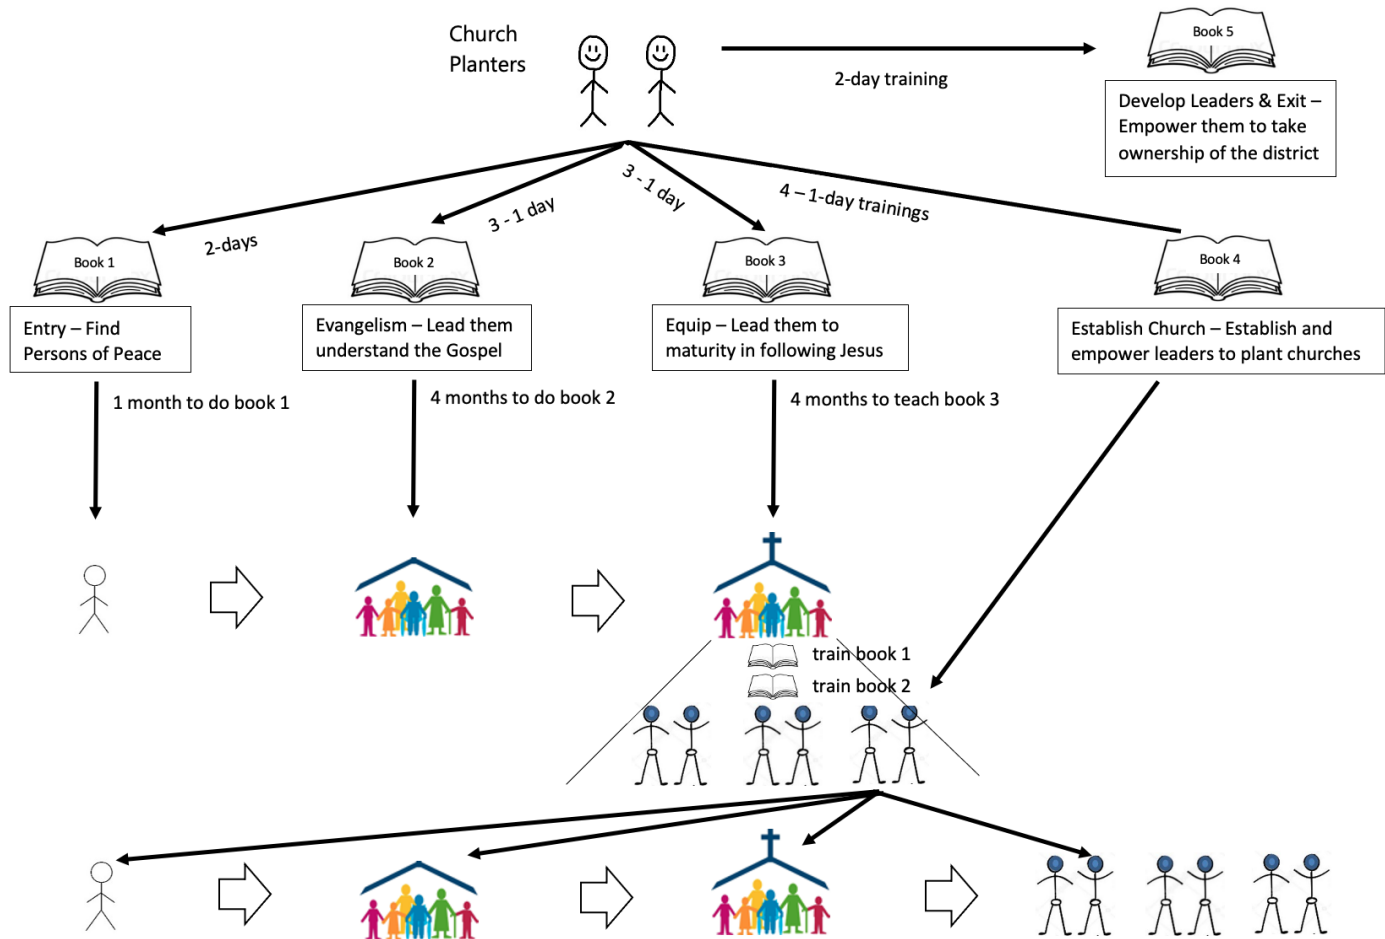 Church
Planters
2-day training
Book 5
Develop Leaders & Exit –
Empower them to take
ownership of the district
2-days
3 - 1 day
3 - 1 day
4 – 1-day trainings
Book 1
Book 2
Book 3
Book 4
Entry – Find
Persons of Peace
Evangelism – Lead them
understand the Gospel
Equip – Lead them to
maturity in following Jesus
Establish Church – Establish and
empower leaders to plant churches
1 month to do book 1
4 months to do book 2
4 months to teach book 3
train book 1
train book 2